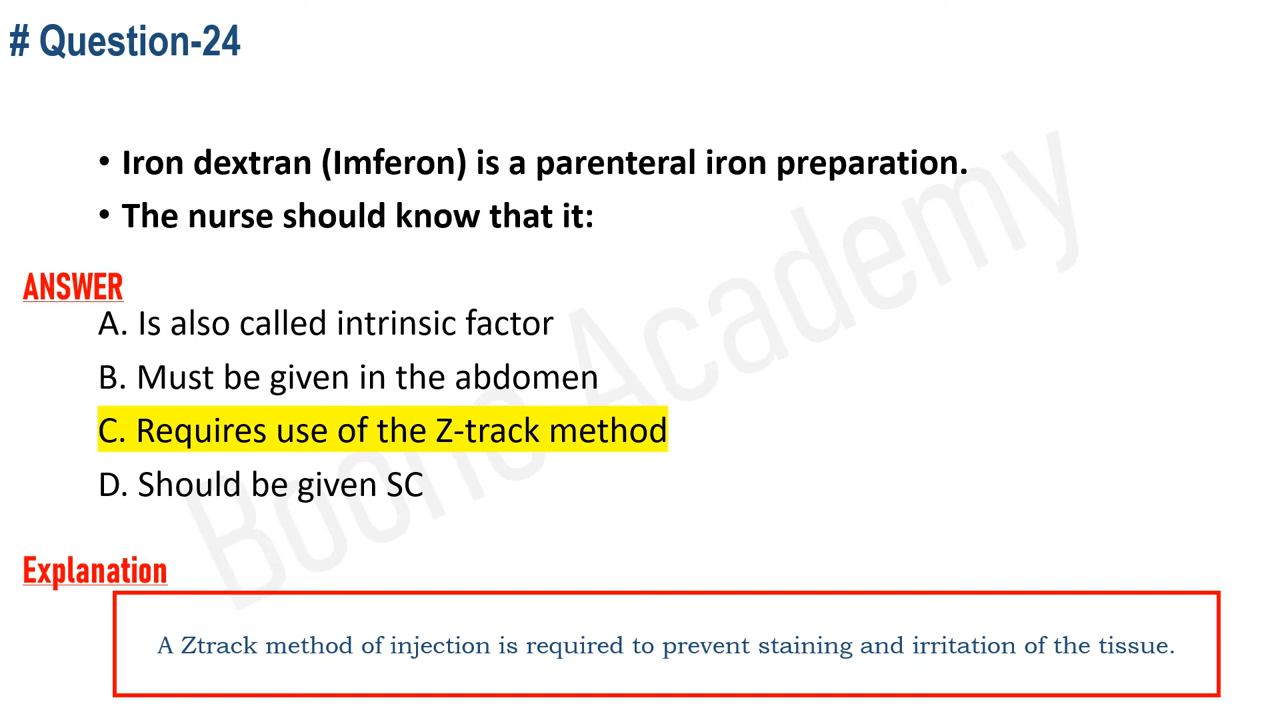 # Question-24
• Iron dextran (Imferon) is a parenteral iron preparation.
• The nurse should know that it:
ANSWER
A. Is also called intrinsic factor
B. Must be given in the abdomen
C. Requires use of the Z-track method
D. Should be given SC
Explanation
A Ztrack method of injection is required to prevent staining and irritation of the tissue.
Boone Academy